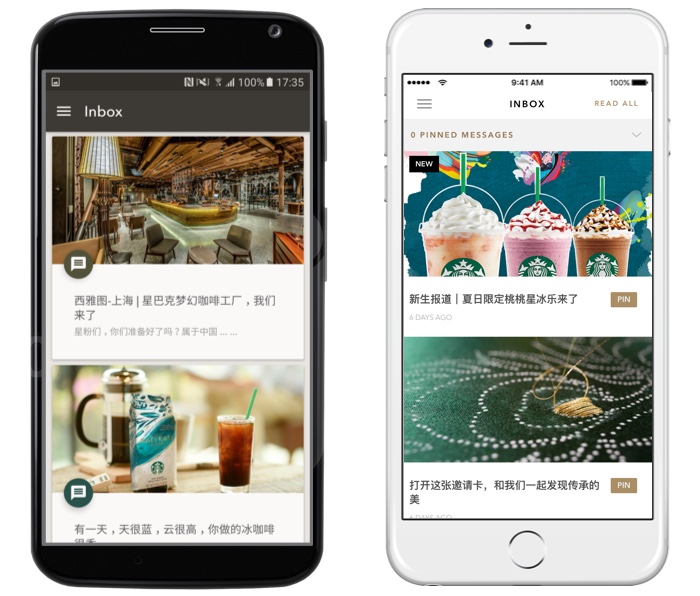 100% 17:35
Inbox
西雅图-上海 | 星巴克梦幻咖啡工厂，我们
来了
星粉们，你们准备好了吗？属于中国 ... ...
有一天，天很蓝，云很高，你做的冰咖啡
很香
9:41 AM 100%
INBOX READ ALL
0 PINNED MESSAGES
NEW
新生报道｜夏日限定桃桃星冰乐来了
PIN
6 DAYS AGO
打开这张邀请卡，和我们一起发现传承的
美
PIN
6 DAYS AGO